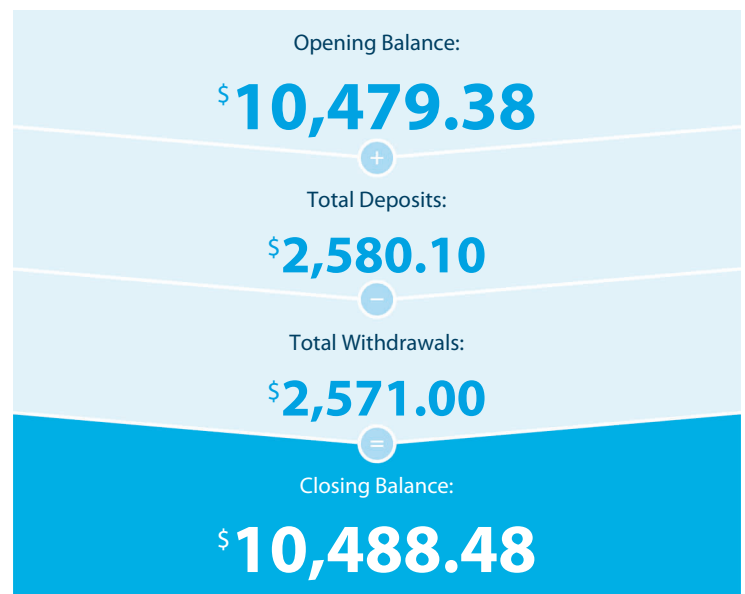 Opening Balance:
$10,479.38
+
Total Deposits:
$2,580.10
−
Total Withdrawals:
$2,571.00
=
Closing Balance:
$10,488.48